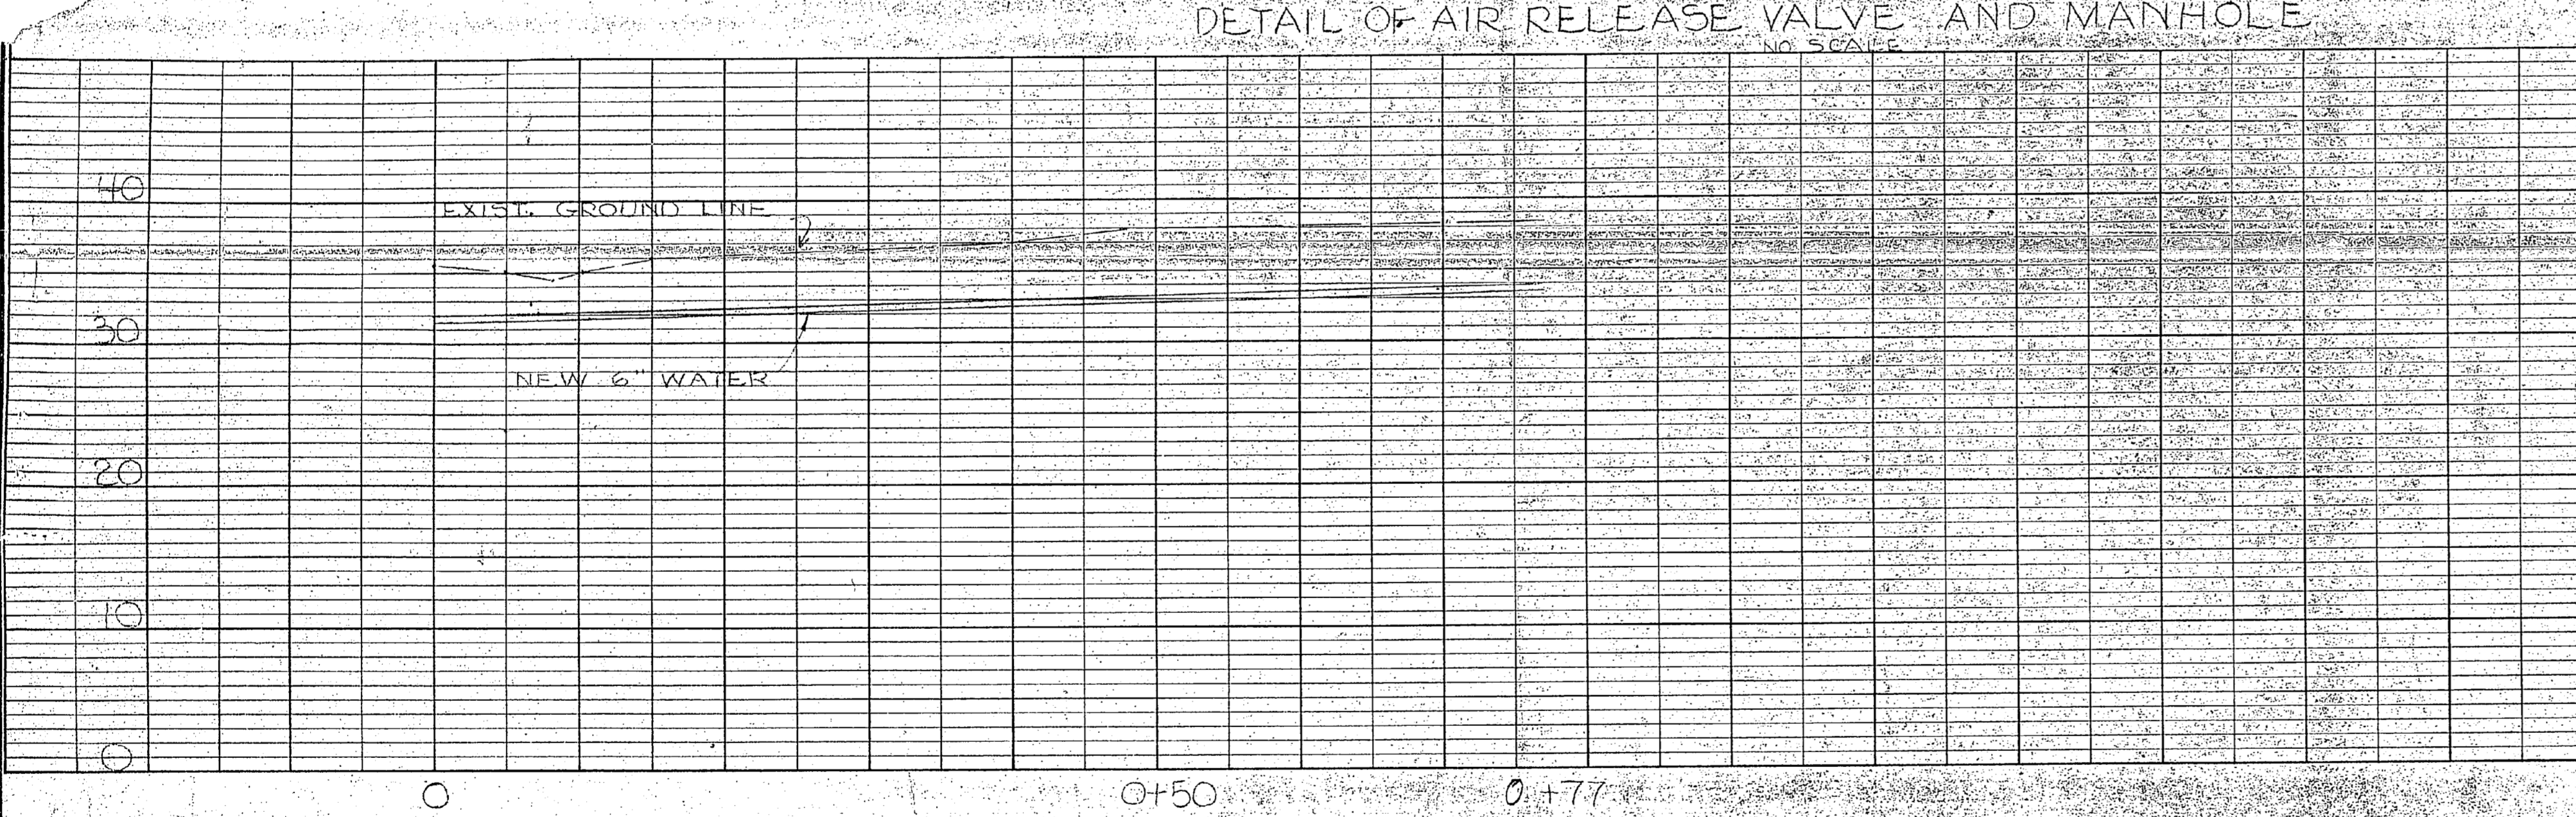 DETAIL OF AIR RELEASE VALVE AND MANHOLE
NO SCALE
40
EXIST. GROUND LINE
30
NEW 6" WATER
20
10
0
0 0+50 0+77